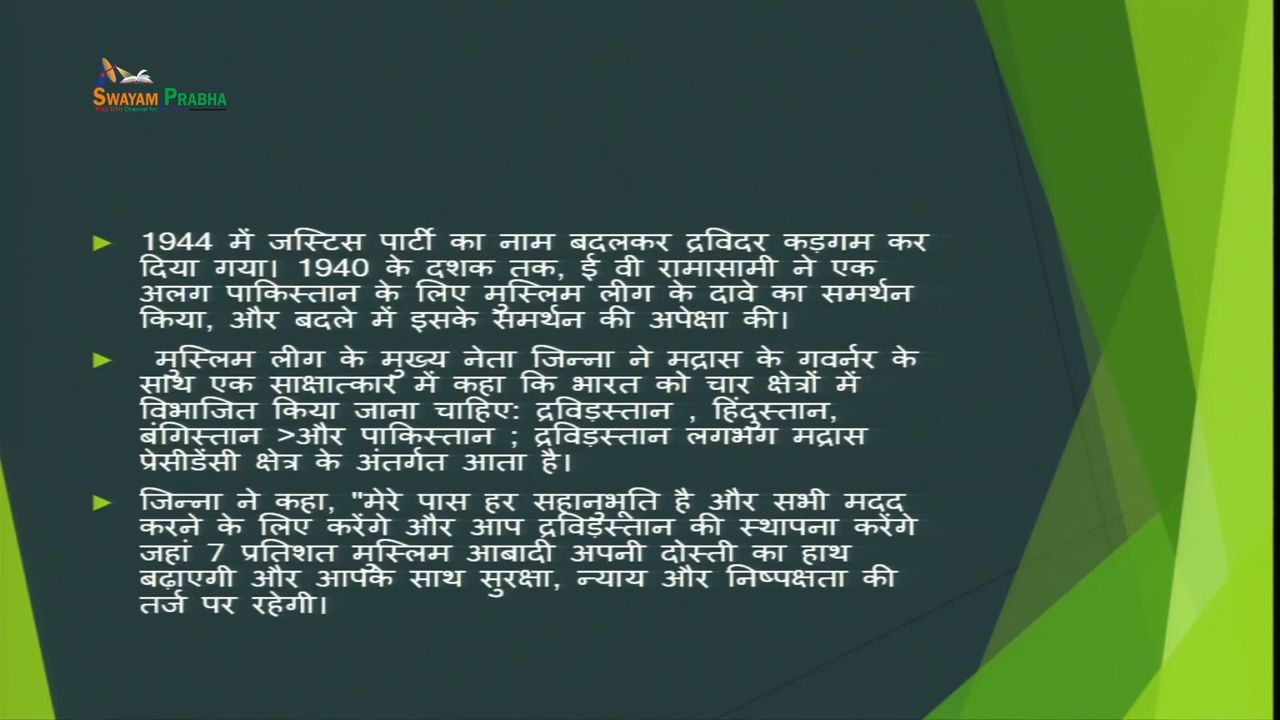 SWAYAM PRABHA
1944 में जस्टिस पार्टी का नाम बदलकर द्रविदर कड़गम कर
दिया गया। 1940 के दशक तक, ई वी रामासामी ने एक
अलग पाकिस्तान के लिए मुस्लिम लीग के दावे का समर्थन
किया, और बदले में इसके समर्थन की अपेक्षा की।
मुस्लिम लीग के मुख्य नेता जिन्ना ने मद्रास के गवर्नर के
साथ एक साक्षात्कार में कहा कि भारत को चार क्षेत्रों में
विभाजित किया जाना चाहिए: द्रविड़स्तान , हिंदुस्तान,
बंगिस्तान >और पाकिस्तान ; द्रविड़स्तान लगभग मद्रास
प्रेसीडेंसी क्षेत्र के अंतर्गत आता है।
जिन्ना ने कहा, "मेरे पास हर सहानुभूति है और सभी मदद
करने के लिए करेंगे और आप द्रविड़स्तान की स्थापना करेंगे
जहां 7 प्रतिशत मुस्लिम आबादी अपनी दोस्ती का हाथ
बढ़ाएगी और आपके साथ सुरक्षा, न्याय और निष्पक्षता की
तर्ज पर रहेगी।